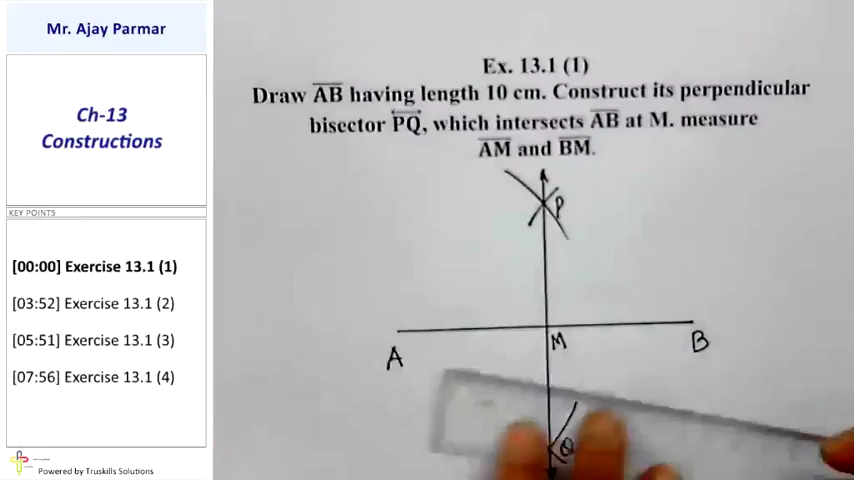 Mr. Ajay Parmar
Ch-13
Constructions
KEY POINTS
[00:00] Exercise 13.1 (1)
[03:52] Exercise 13.1 (2)
[05:51] Exercise 13.1 (3)
[07:56] Exercise 13.1 (4)
Powered by Truskills Solutions
Ex. 13.1 (1)
Draw AB having length 10 cm. Construct its perpendicular
bisector PQ, which intersects AB at M. measure
AM and BM.
P
M
A
B
Q